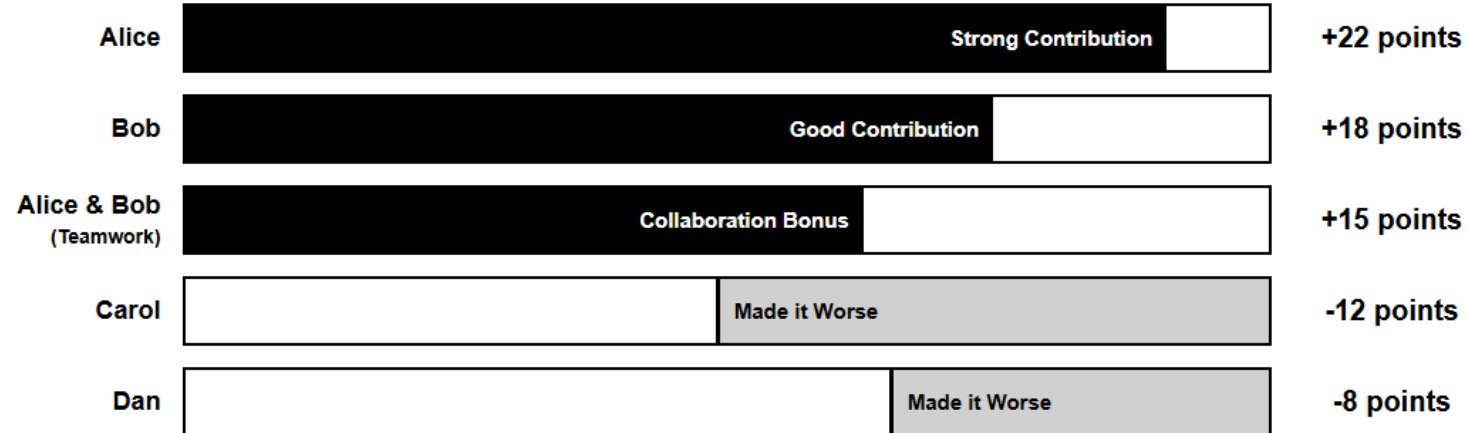 Alice Strong Contribution +22 points
Bob Good Contribution +18 points
Alice & Bob
(Teamwork)
Collaboration Bonus +15 points
Carol Made it Worse -12 points
Dan Made it Worse -8 points